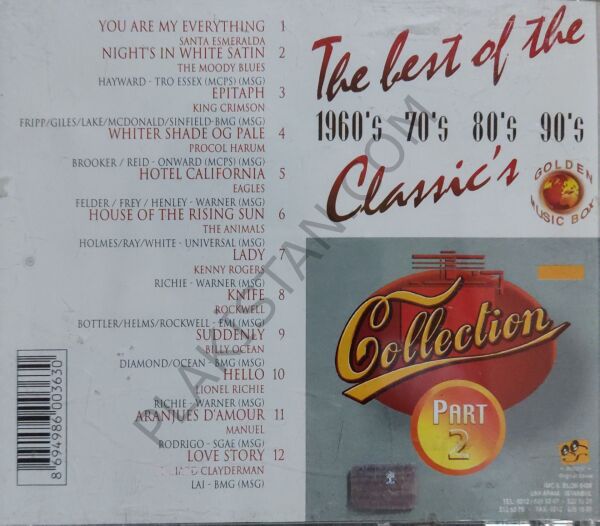 YOU ARE MY EVERYTHING 1
SANTA ESMERALDA
NIGHT'S IN WHITE SATIN 2
THE MOODY BLUES
HAYWARD - TRO ESSEX (MCPS) (MSG)
EPITAPH 3
KING CRIMSON
FRIPP/GILES/LAKE/MCDONALD/SINFIELD-BMG (MSG)
WHITER SHADE OG PALE 4
PROCOL HARUM
BROOKER / REID - ONWARD (MCPS) (MSG)
HOTEL CALIFORNIA 5
EAGLES
FELDER / FREY / HENLEY - WARNER (MSG)
HOUSE OF THE RISING SUN 6
THE ANIMALS
HOLMES/RAY/WHITE - UNIVERSAL (MSG)
LADY 7
KENNY ROGERS
RICHIE - WARNER (MSG)
KNIFE 8
ROCKWELL
BOTTLER/HELMS/ROCKWELL - EMI (MSG)
SUDDENLY 9
BILLY OCEAN
DIAMOND/OCEAN - BMG (MSG)
HELLO 10
LIONEL RICHIE
RICHIE - WARNER (MSG)
ARANJUES D'AMOUR 11
MANUEL
RODRIGO - SGAE (MSG)
LOVE STORY 12
CLAYDERMAN
LAI - BMG (MSG)
8 694986 003630
The best of the
1960's 70's 80's 90's
Classic's
GOLDEN
MUSIC BOX
Collection
PART
2
PLAKISTAN.COM